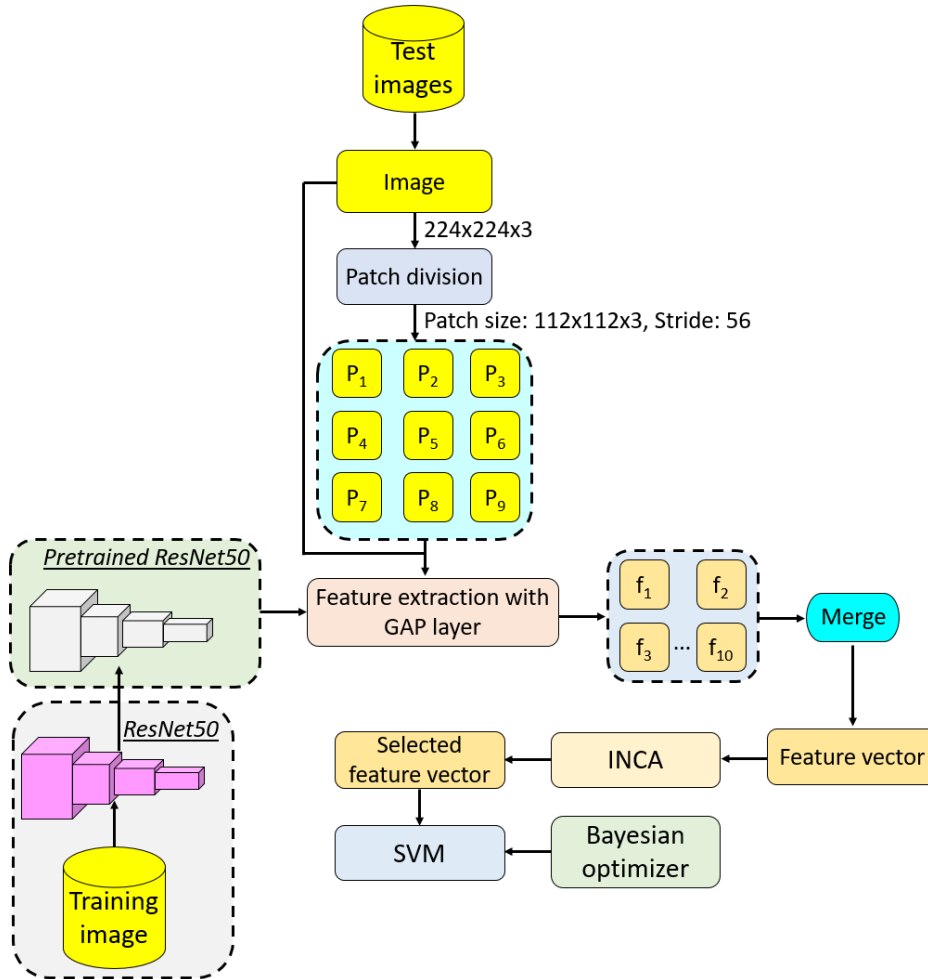 Test
images
Image
224x224x3
Patch division
Patch size: 112x112x3, Stride: 56
P1 P2 P3
P4 P5 P6
P7 P8 P9
Pretrained ResNet50
Feature extraction with
GAP layer
f1 f2
f3 ... f10
Merge
ResNet50
Training
image
Selected
feature vector
INCA
Feature vector
SVM
Bayesian
optimizer